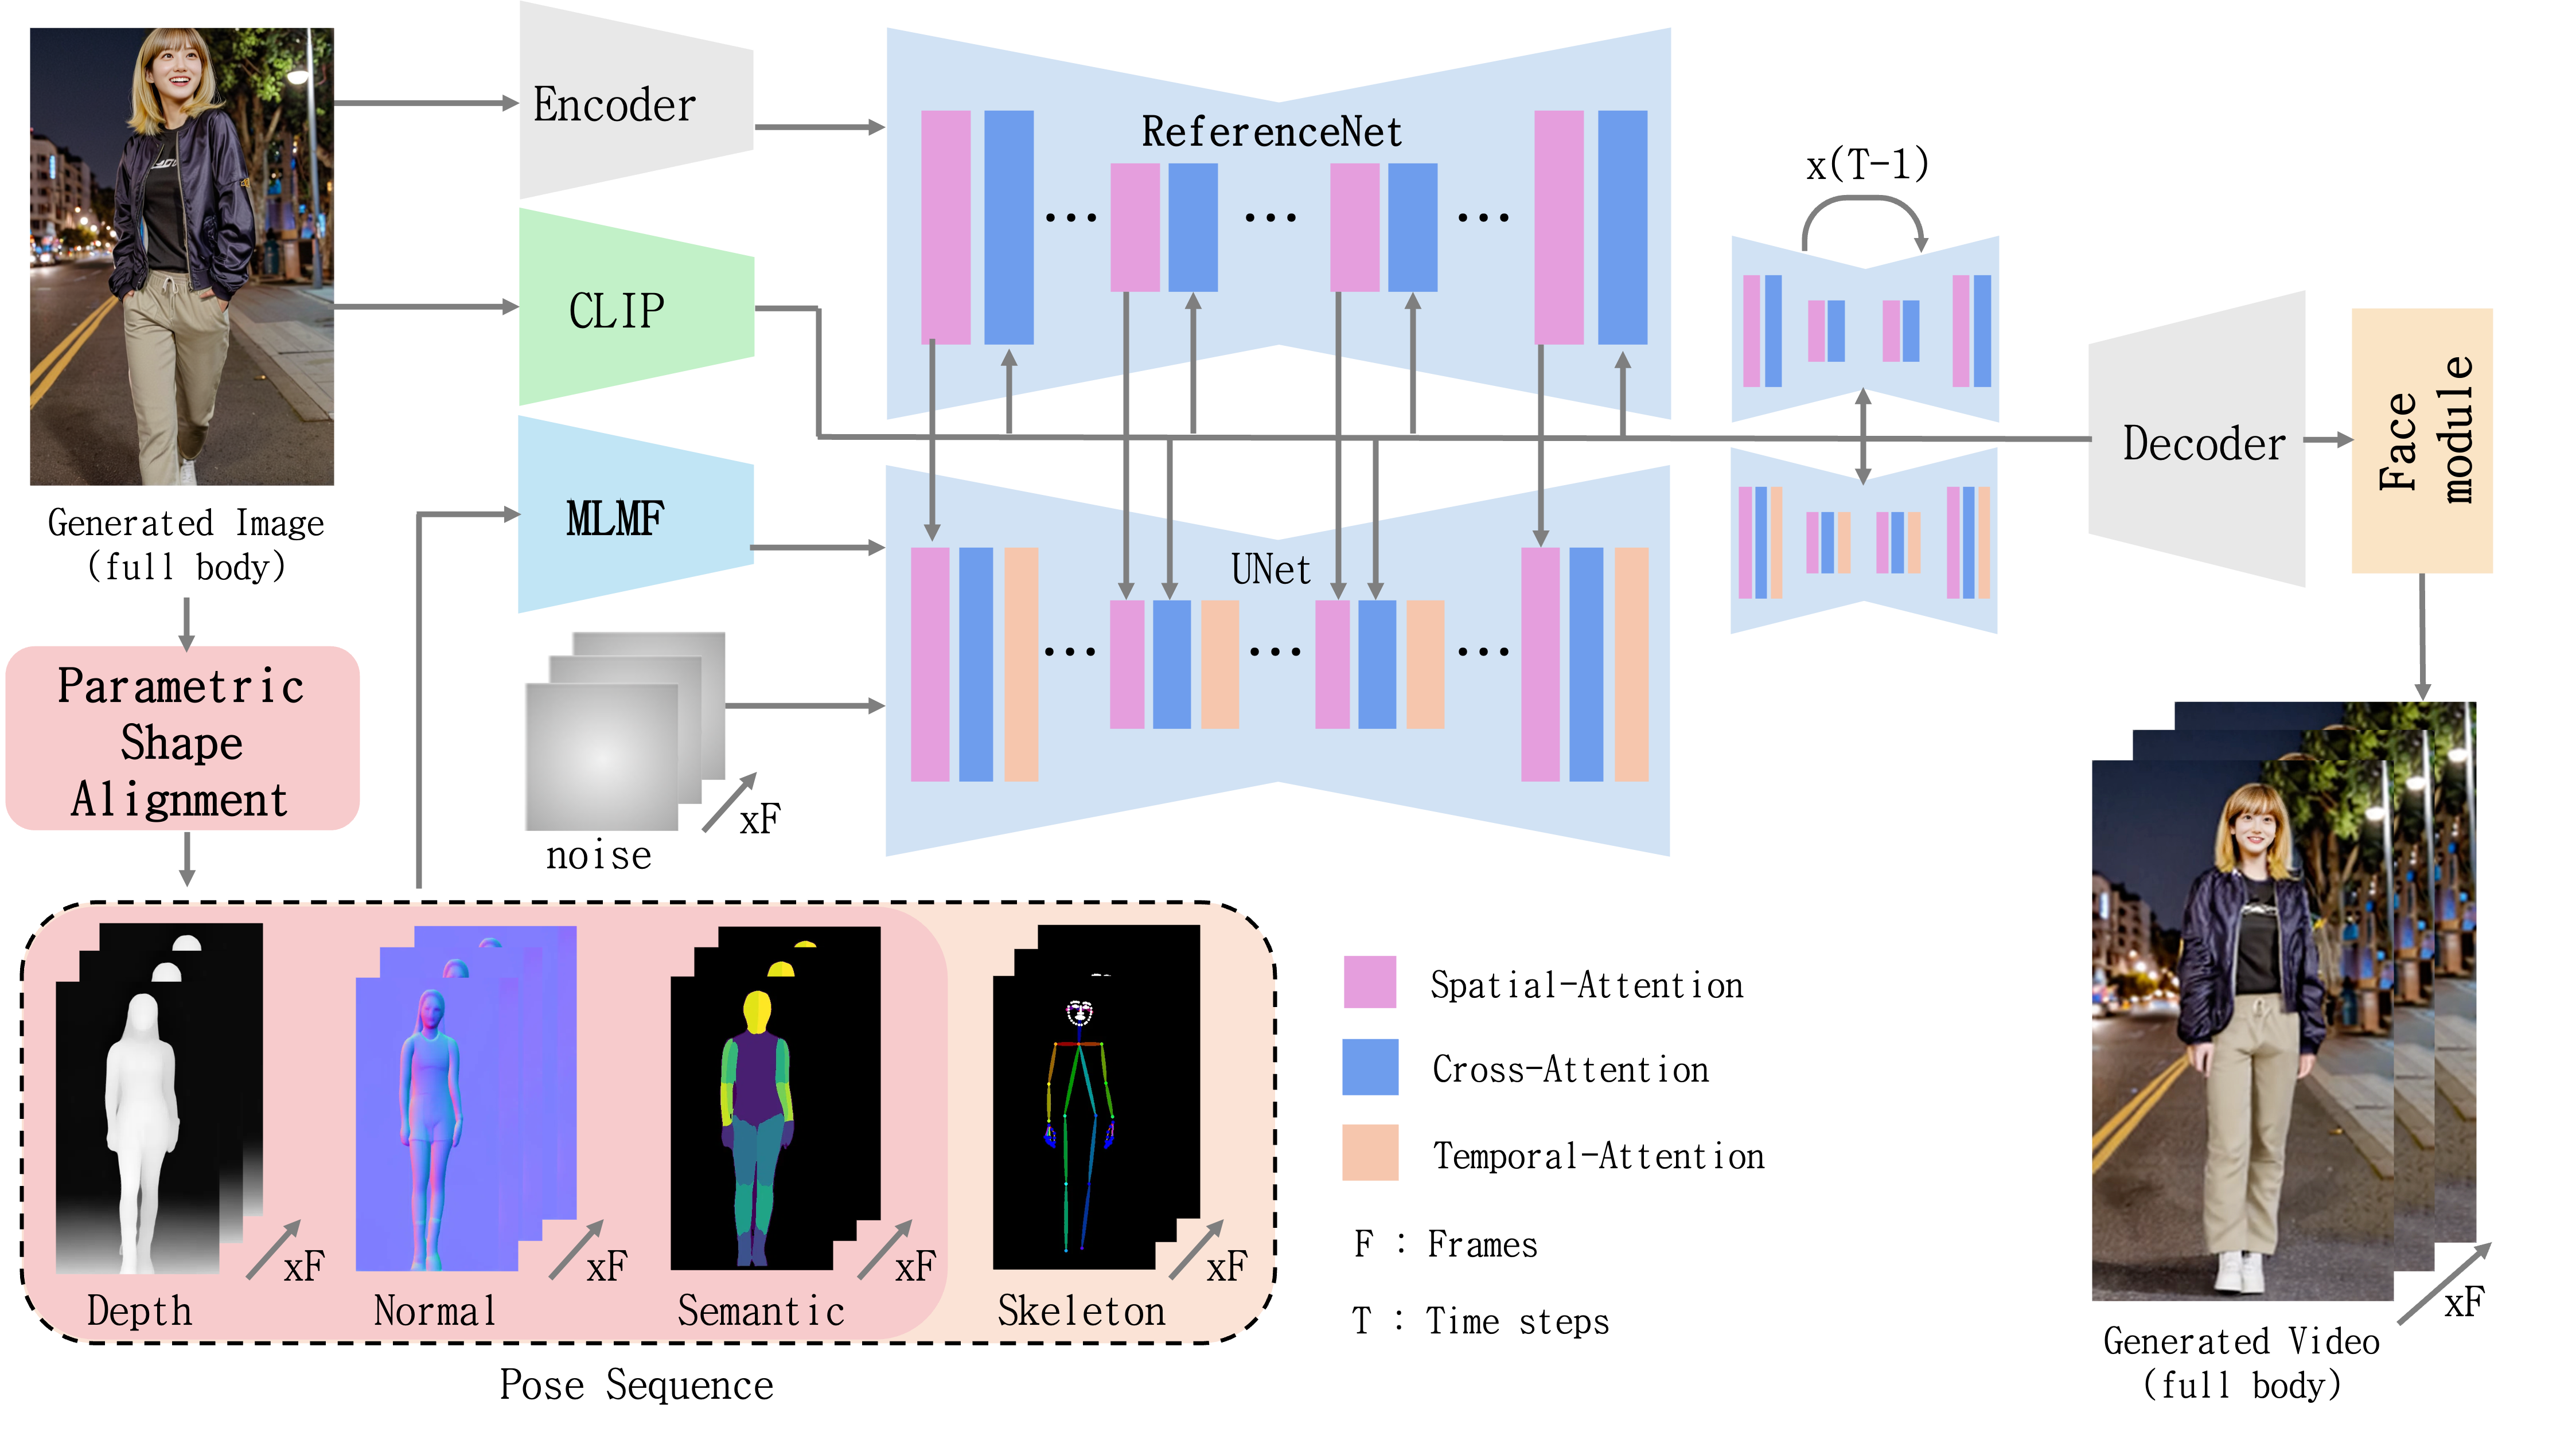 Encoder
ReferenceNet
x(T-1)
CLIP
Decoder
Face
module
MLMF
Generated Image
(full body)
UNet
Parametric
Shape
Alignment
xF
noise
xF
Depth
xF
Normal
xF
Semantic
xF
Skeleton
Pose Sequence
Spatial-Attention
Cross-Attention
Temporal-Attention
F : Frames
T : Time steps
xF
Generated Video
(full body)